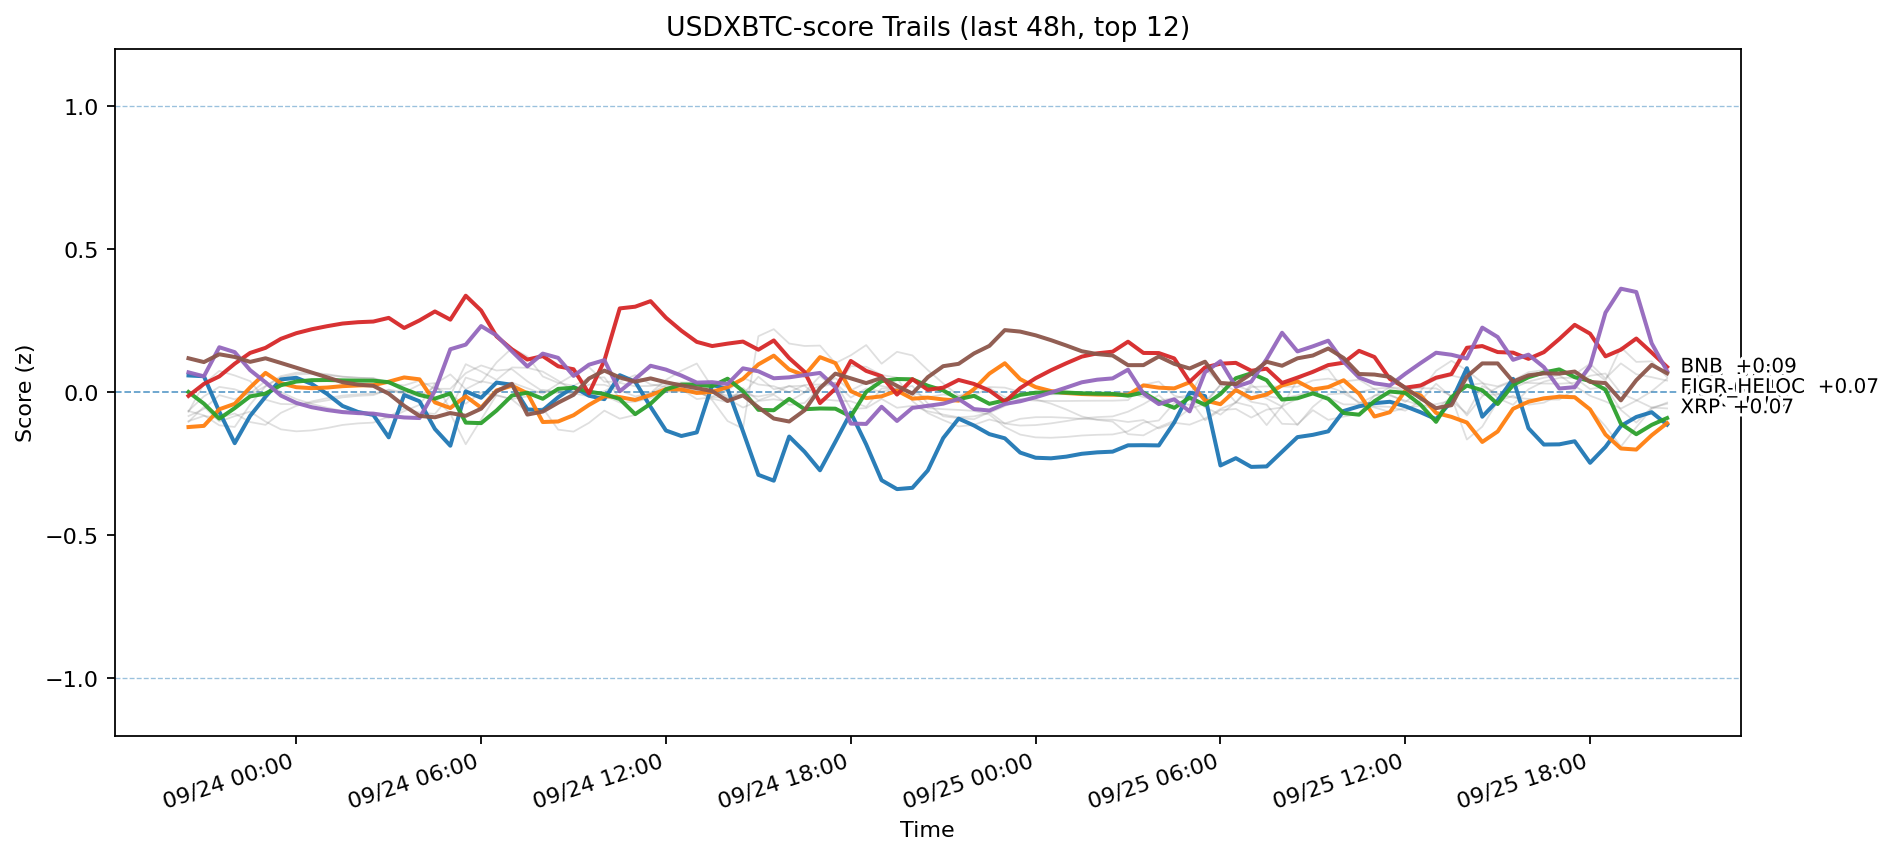 USDXBTC-score Trails (last 48h, top 12)
Score (z)
1.0
0.5
0.0
−0.5
−1.0
BNB +0:09
FIGR_HELOC +0.07
XRP +0.07
09/24 00:00
09/24 06:00
09/24 12:00
09/24 18:00
09/25 00:00
09/25 06:00
09/25 12:00
09/25 18:00
Time